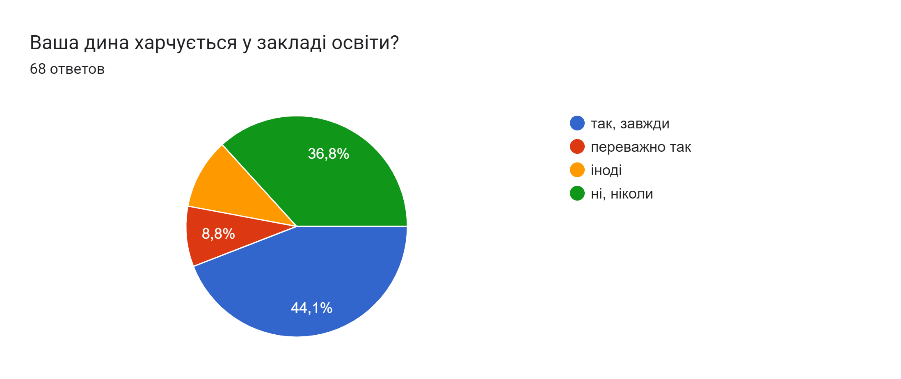 Ваша дина харчується у закладі освіти?
68 ответов
36,8%
8,8%
44,1%
так, завжди
переважно так
іноді
ні, ніколи